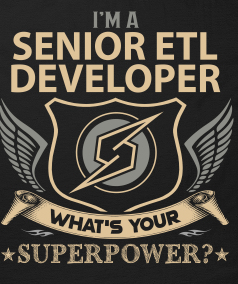 I'M A
SENIOR ETL
DEVELOPER
WHAT'S YOUR
SUPERPOWER?